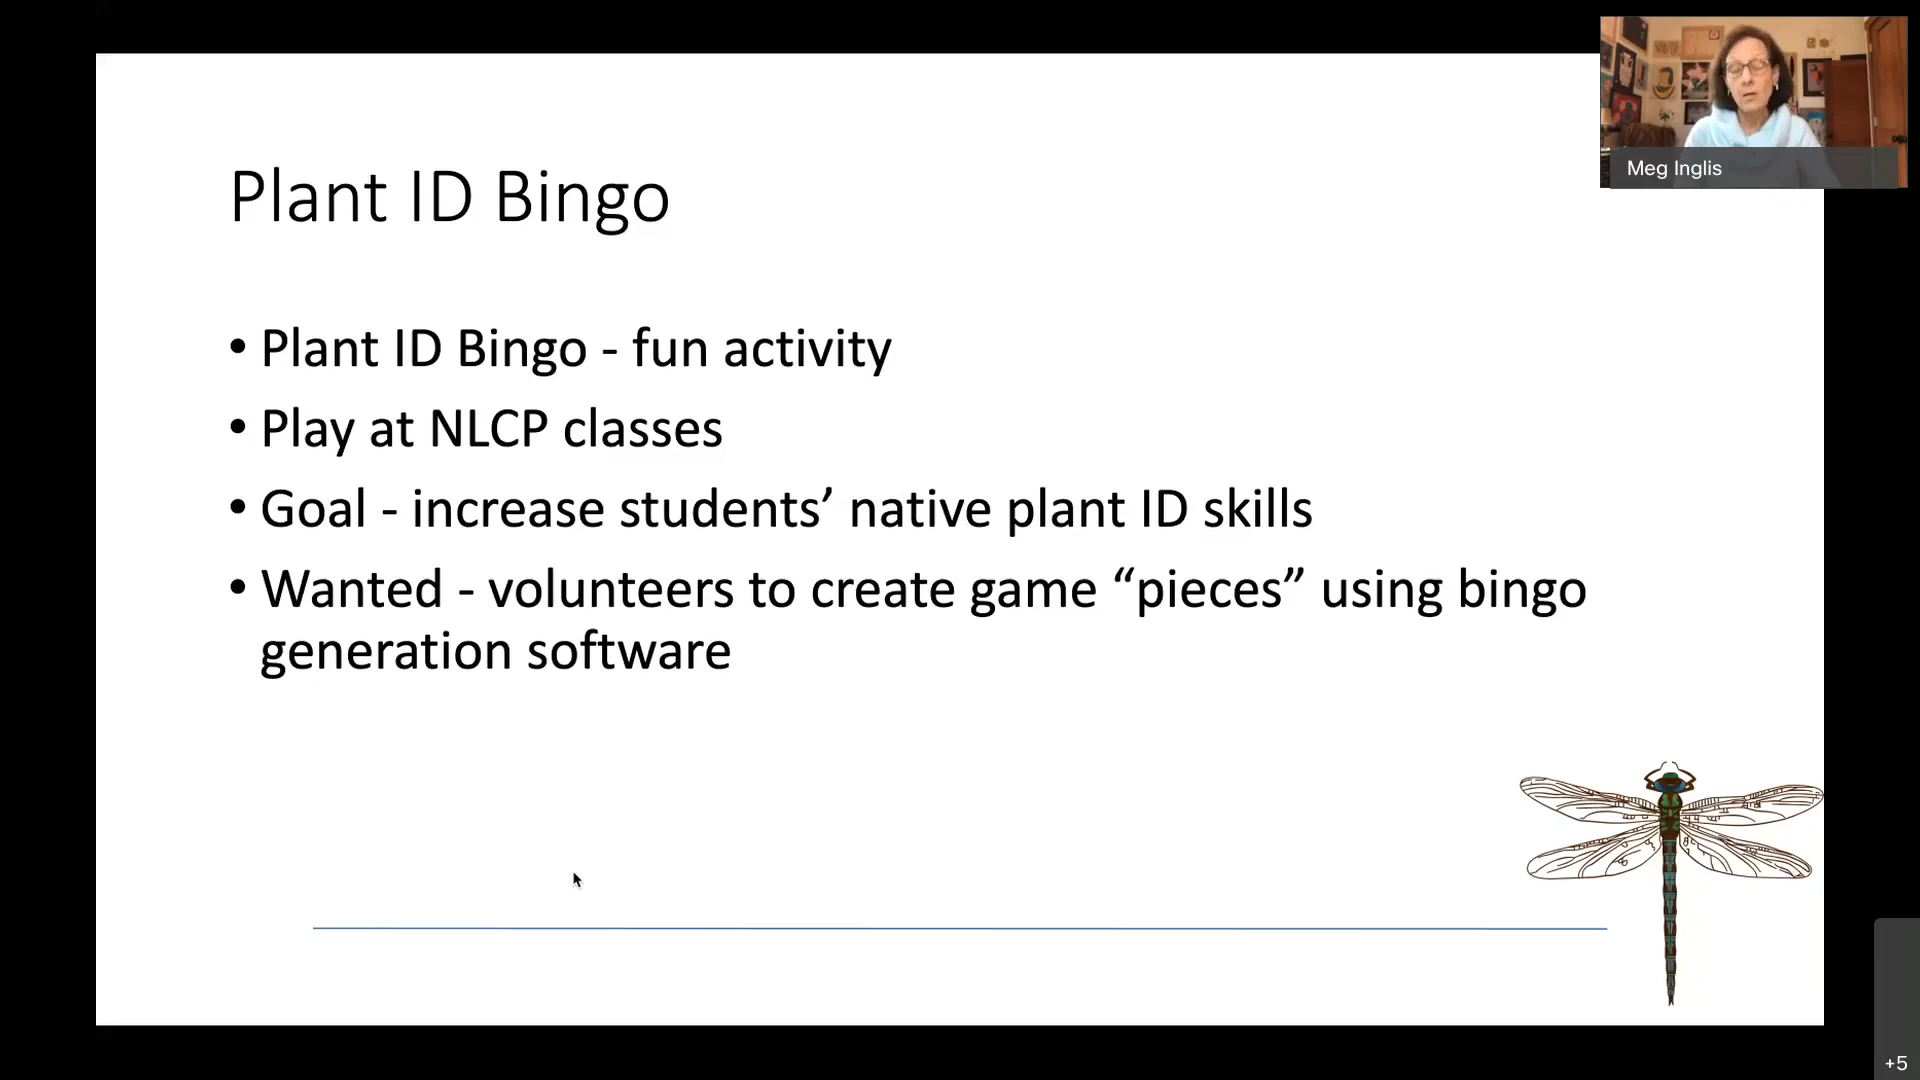 Meg Inglis
Plant ID Bingo
• Plant ID Bingo - fun activity
• Play at NLCP classes
• Goal - increase students’ native plant ID skills
• Wanted - volunteers to create game “pieces” using bingo
generation software
+5